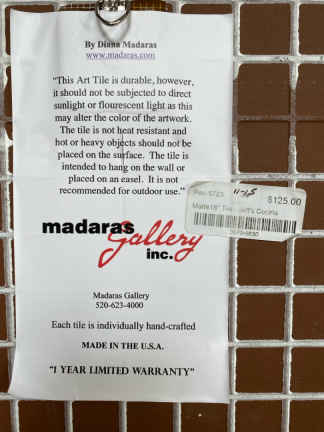 By Diana Madaras
www.madaras.com
"This Art Tile is durable, however,
it should not be subjected to direct
sunlight or flourescent light as this
may alter the color of the artwork.
The tile is not heat resistant and
hot or heavy objects should not be
placed on the surface. The tile is
intended to hang on the wall or
placed on an easel. It is not
recommended for outdoor use."
$125.00
madaras
Gallery
inc.
Madaras Gallery
520-623-4000
Each tile is individually hand-crafted
MADE IN THE U.S.A.
"1 YEAR LIMITED WARRANTY"